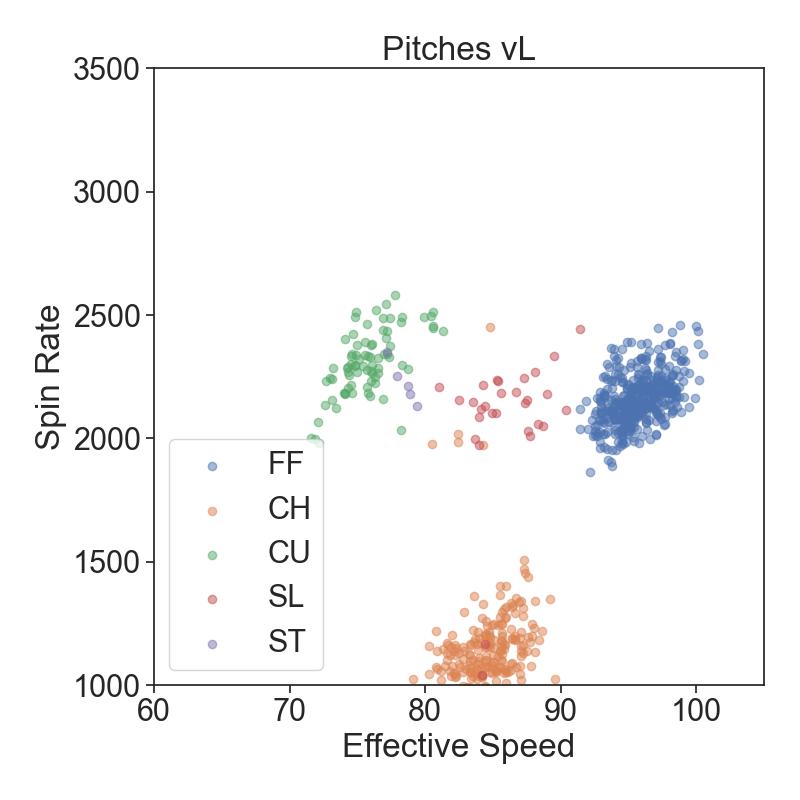 Pitches vL
3500
3000
2500
2000
1500
1000
Spin Rate
FF
CH
CU
SL
ST
60 70 80 90 100
Effective Speed